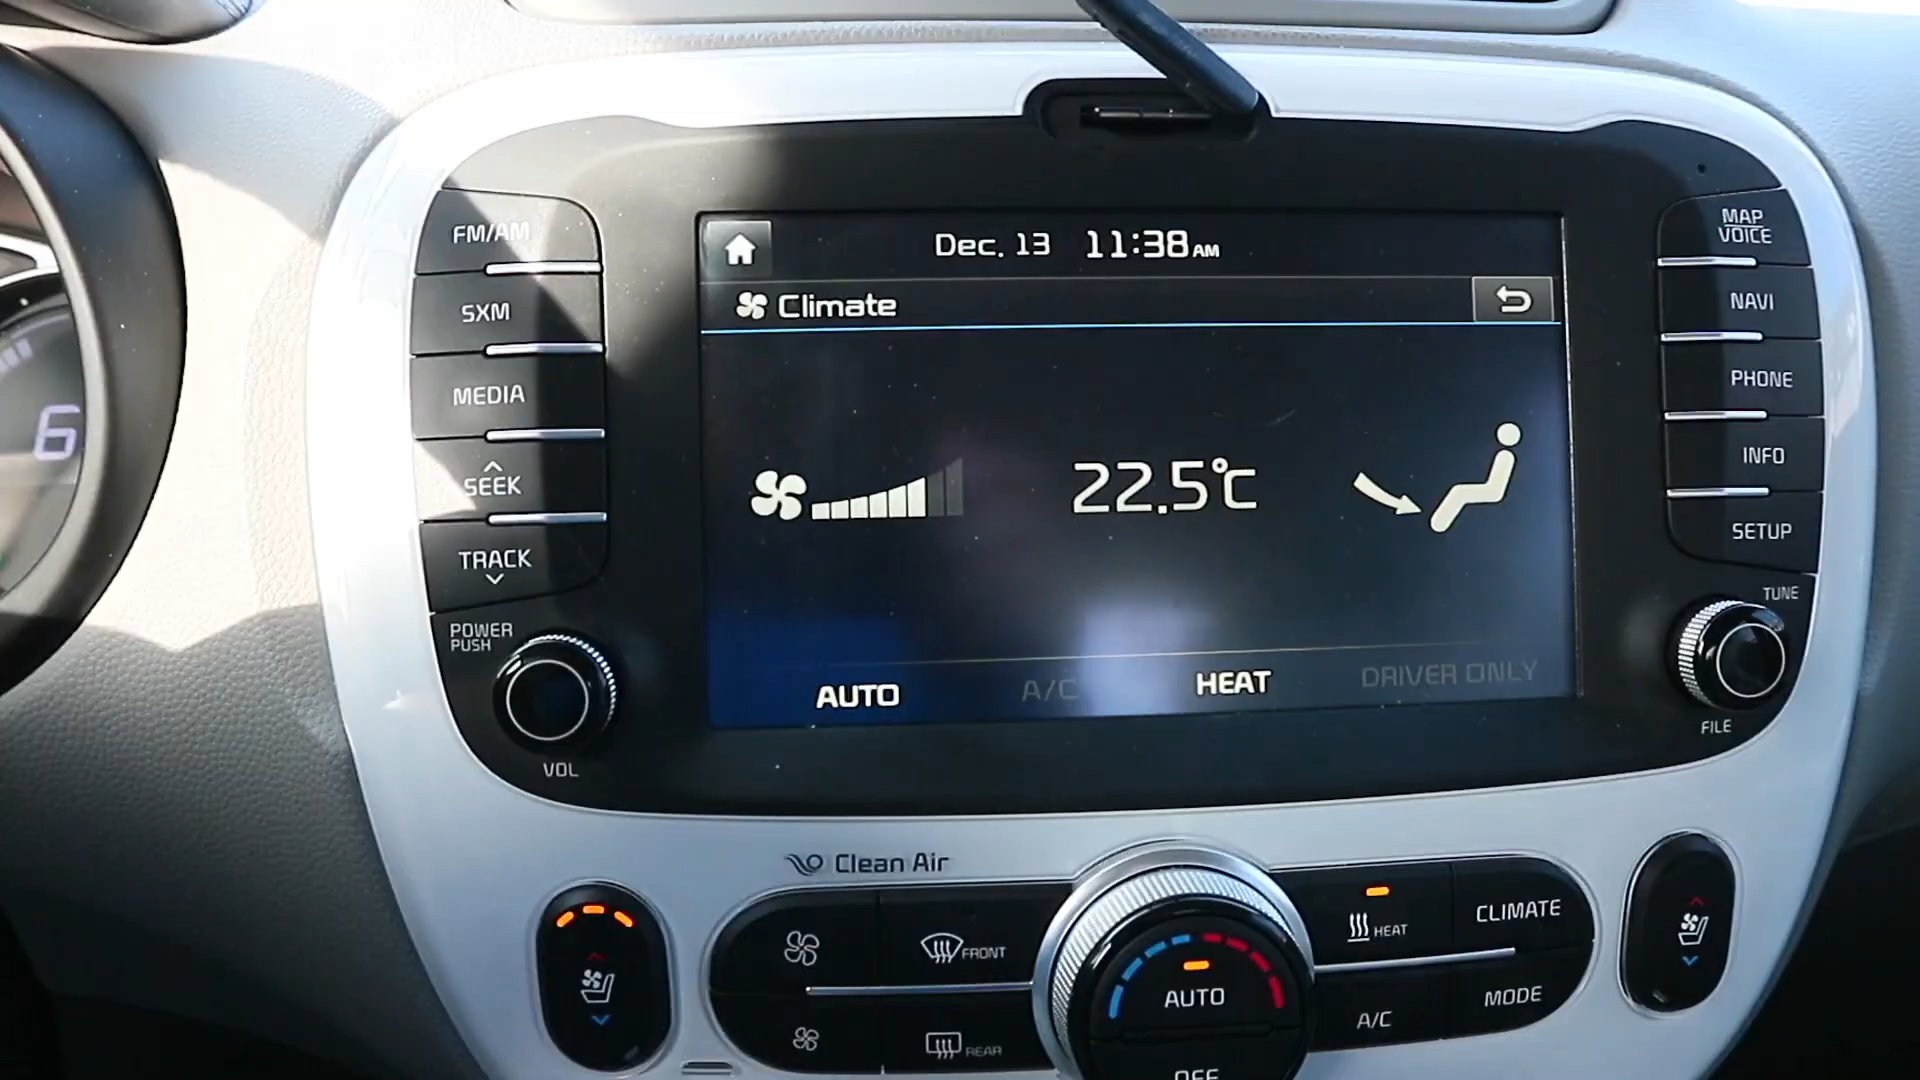 FM/AM
SXM
MEDIA
SEEK
TRACK
POWER
PUSH
VOL
6
Dec. 13 11:38AM
Climate
22.5°C
AUTO A/C HEAT DRIVER ONLY
MAP
VOICE
NAVI
PHONE
INFO
SETUP
TUNE
FILE
Clean Air
FRONT
REAR
AUTO
OFF
HEAT
CLIMATE
A/C
MODE